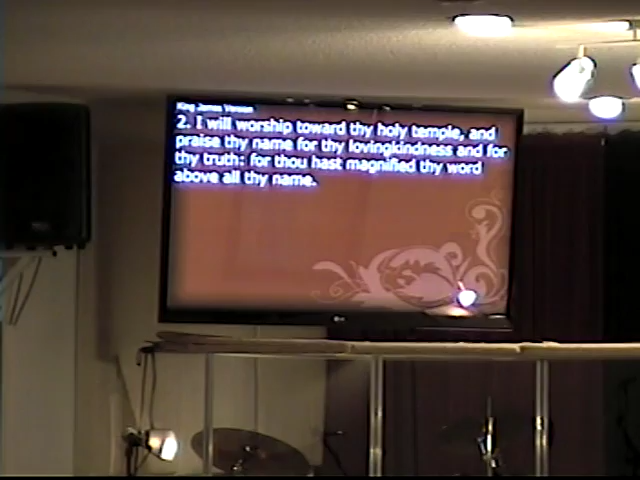 King James Version
2. I will worship toward thy holy temple, and
praise thy name for thy lovingkindness and for
thy truth: for thou hast magnified thy word
above all thy name.
LG